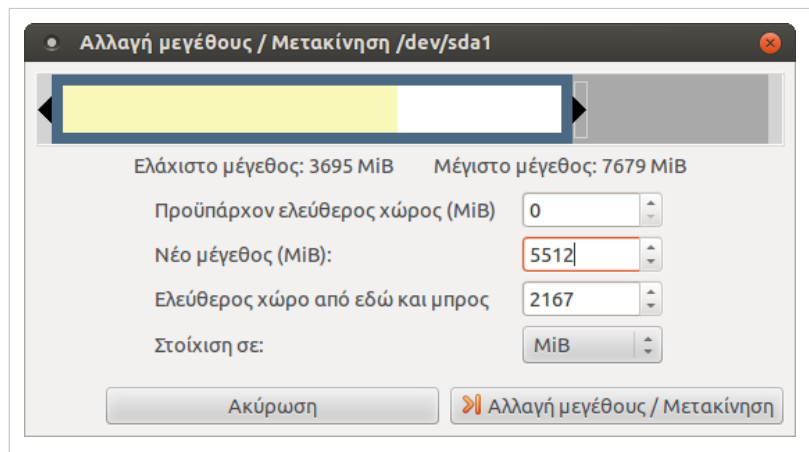 Αλλαγή μεγέθους / Μετακίνηση /dev/sda1
Ελάχιστο μέγεθος: 3695 MiB Μέγιστο μέγεθος: 7679 MiB
Προϋπάρχον ελεύθερος χώρος (MiB) 0
Νέο μέγεθος (MiB): 5512
Ελεύθερος χώρο από εδώ και μπρος 2167
Στοίχιση σε: MiB
Ακύρωση Αλλαγή μεγέθους / Μετακίνηση